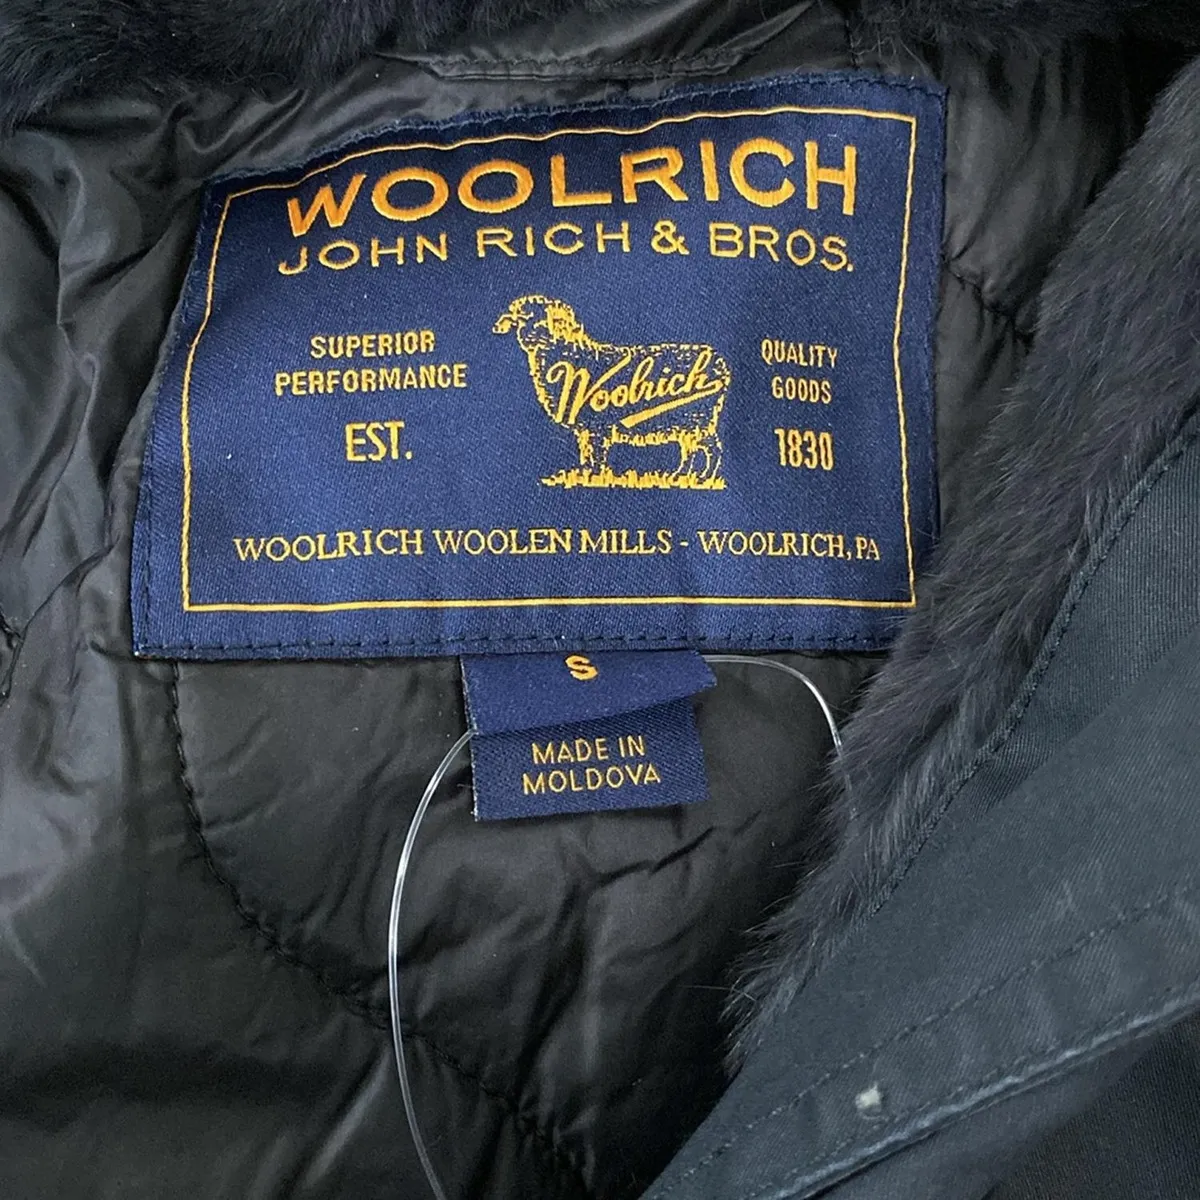 WOOLRICH
JOHN RICH & BROS.
SUPERIOR
PERFORMANCE
EST.
Woolrich
QUALITY
GOODS
1830
WOOLRICH WOOLEN MILLS - WOOLRICH, PA
S
MADE IN
MOLDOVA